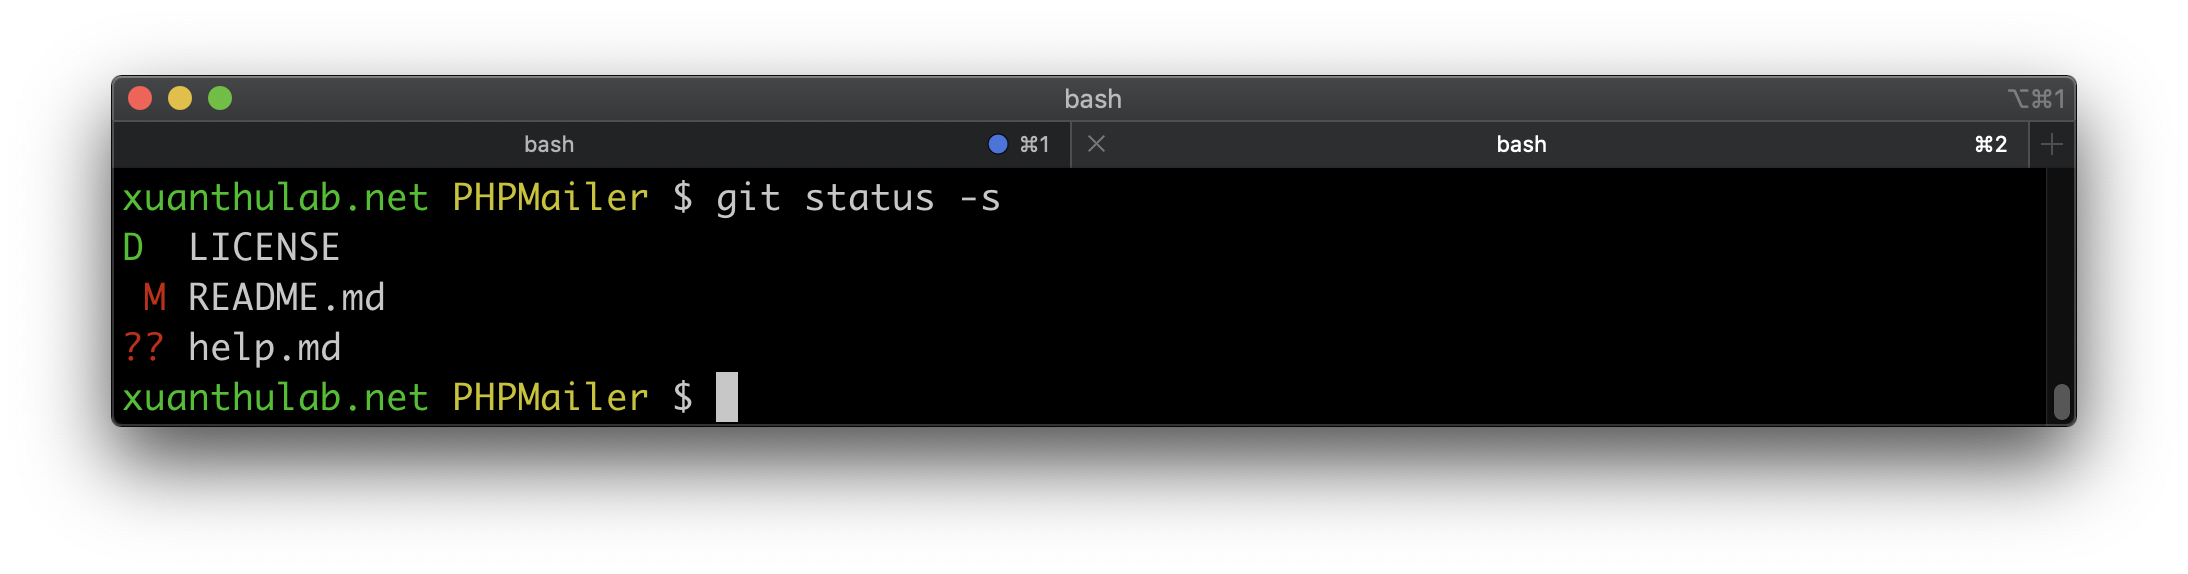 bash
⌥⌘1
bash ⌘1
bash ⌘2
xuanthulab.net PHPMailer $ git status -s
D  LICENSE
 M README.md
?? help.md
xuanthulab.net PHPMailer $